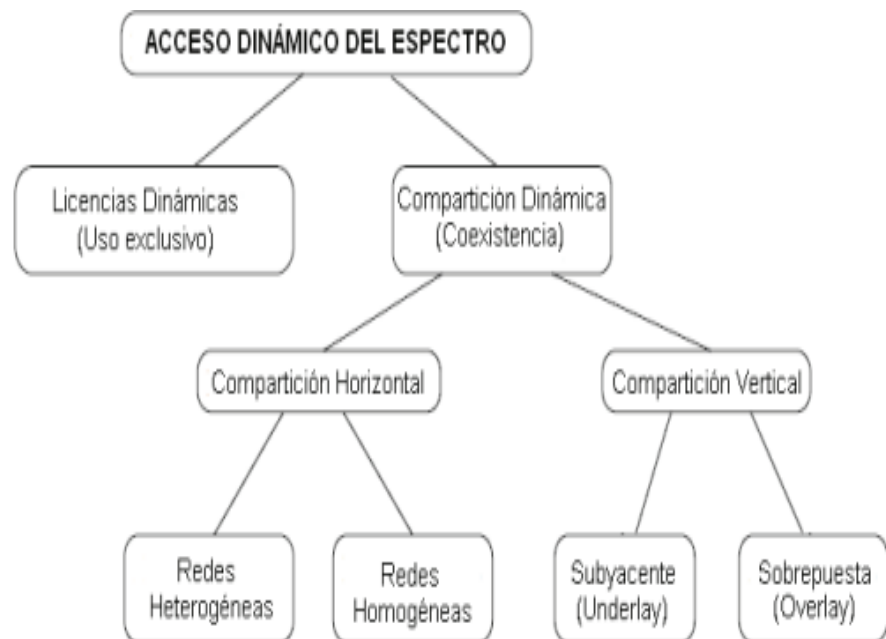 ACCESO DINÁMICO DEL ESPECTRO
Licencias Dinámicas
(Uso exclusivo)
Compartición Dinámica
(Coexistencia)
Compartición Horizontal
Compartición Vertical
Redes
Heterogéneas
Redes
Homogéneas
Subyacente
(Underlay)
Sobrepuesta
(Overlay)